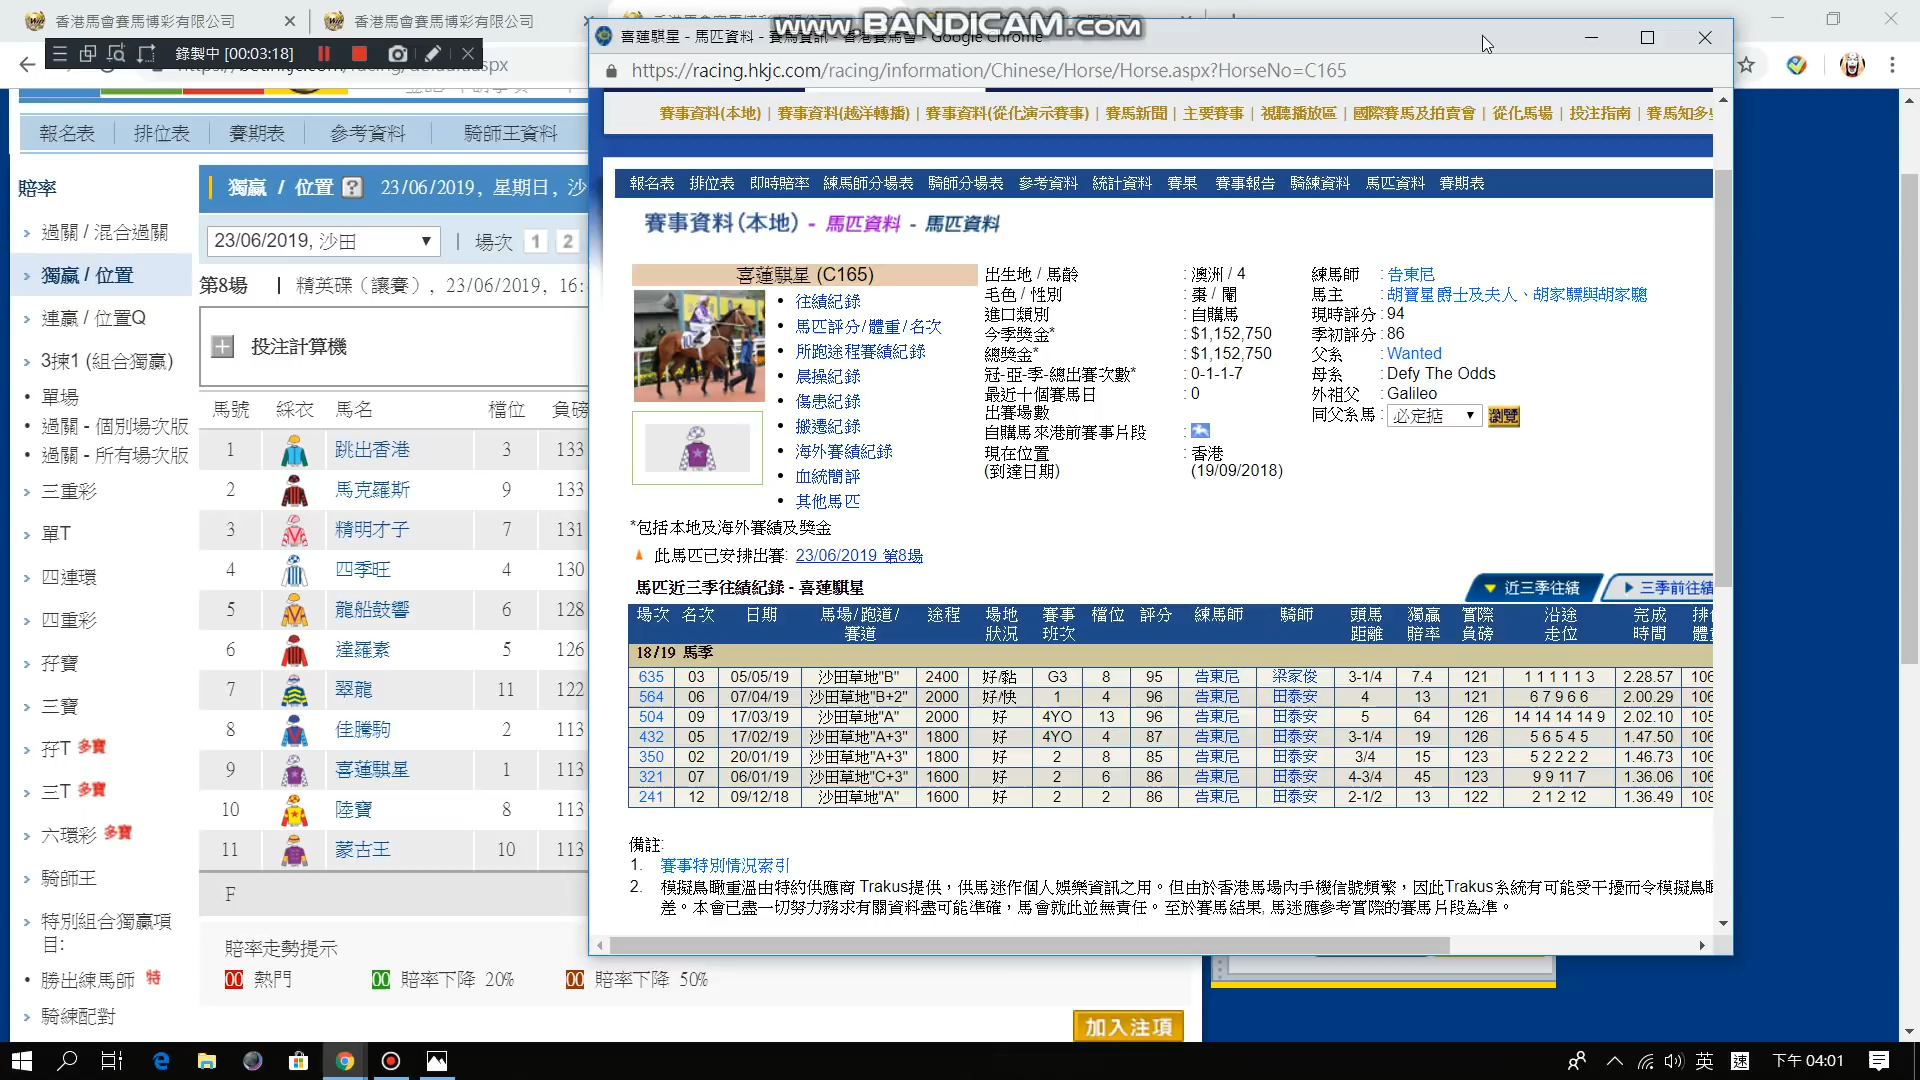 香港馬會賽馬博彩有限公司
香港馬會賽馬博彩有限公司
www.BANDICAM.com
喜蓮騏星 - 馬匹資料 - 賽馬資訊 - 香港賽馬會 - Google Chrome
錄製中 [00:03:18]
https://racing.hkjc.com/racing/information/Chinese/Horse/Horse.aspx?HorseNo=C165
賽事資料(本地) | 賽事資料(越洋轉播) | 賽事資料(從化演示賽事) | 賽馬新聞 | 主要賽事 | 視聽播放區 | 國際賽馬及拍賣會 | 從化馬場 | 投注指南 | 賽馬知多
報名表 排位表 賽期表 參考資料 騎師王資料
賠率
過關 / 混合過關
獨贏 / 位置
連贏 / 位置Q
3揀1 (組合獨贏)
單場
過關 - 個別場次版
過關 - 所有場次版
三重彩
單T
四連環
四重彩
孖寶
三寶
孖T 多寶
三T 多寶
六環彩 多寶
騎師王
特別組合獨贏項目:
勝出練馬師 特
騎練配對
獨贏 / 位置 ? 23/06/2019, 星期日, 沙
23/06/2019, 沙田 | 場次 1 2
第8場 | 精英碟（讓賽）, 23/06/2019, 16:
投注計算機
馬號 綵衣 馬名 檔位 負磅
1 跳出香港 3 133
2 馬克羅斯 9 133
3 精明才子 7 131
4 四季旺 4 130
5 龍船鼓響 6 128
6 達羅素 5 126
7 翠龍 11 122
8 佳騰駒 2 113
9 喜蓮騏星 1 113
10 陸寶 8 113
11 蒙古王 10 113
F
賠率走勢提示
00 熱門 00 賠率下降 20% 00 賠率下降 50%
加入注項
報名表 排位表 即時賠率 練馬師分場表 騎師分場表 參考資料 統計資料 賽果 賽事報告 騎練資料 馬匹資料 賽期表
賽事資料(本地) - 馬匹資料 - 馬匹資料
喜蓮騏星 (C165)
往績紀錄
馬匹評分/體重/名次
所跑途程賽績紀錄
晨操紀錄
傷患紀錄
搬遷紀錄
海外賽績紀錄
血統簡評
其他馬匹
出生地 / 馬齡 : 澳洲 / 4
毛色 / 性別 : 棗 / 閹
進口類別 : 自購馬
今季獎金* : $1,152,750
總獎金* : $1,152,750
冠-亞-季-總出賽次數* : 0-1-1-7
最近十個賽馬日 : 0
出賽場數
自購馬來港前賽事片段 :
現在位置 : 香港
(到達日期) (19/09/2018)
練馬師 : 告東尼
馬主 : 胡寶星爵士及夫人、胡家驃與胡家驄
現時評分 : 94
季初評分 : 86
父系 : Wanted
母系 : Defy The Odds
外祖父 : Galileo
同父系馬 : 必定掂 瀏覽
*包括本地及海外賽績及獎金
此馬匹已安排出賽: 23/06/2019 第8場
馬匹近三季往績紀錄 - 喜蓮騏星
近三季往績 三季前往績
場次 名次 日期 馬場/跑道/賽道 途程 場地狀況 賽事班次 檔位 評分 練馬師 騎師 頭馬距離 獨贏賠率 實際負磅 沿途走位 完成時間 排體
18/19 馬季
635 03 05/05/19 沙田草地"B" 2400 好/黏 G3 8 95 告東尼 梁家俊 3-1/4 7.4 121 1 1 1 1 1 3 2.28.57 106
564 06 07/04/19 沙田草地"B+2" 2000 好/快 1 4 96 告東尼 田泰安 4 13 121 6 7 9 6 6 2.00.29 106
504 09 17/03/19 沙田草地"A" 2000 好 4YO 13 96 告東尼 田泰安 5 64 126 14 14 14 14 9 2.02.10 105
432 05 17/02/19 沙田草地"A+3" 1800 好 4YO 4 87 告東尼 田泰安 3-1/4 19 126 5 6 5 4 5 1.47.50 106
350 02 20/01/19 沙田草地"A+3" 1800 好 2 8 85 告東尼 田泰安 3/4 15 123 5 2 2 2 2 1.46.73 106
321 07 06/01/19 沙田草地"C+3" 1600 好 2 6 86 告東尼 田泰安 4-3/4 45 123 9 9 11 7 1.36.06 106
241 12 09/12/18 沙田草地"A" 1600 好 2 2 86 告東尼 田泰安 2-1/2 13 122 2 1 2 12 1.36.49 108
備註:
1. 賽事特別情況索引
2. 模擬鳥瞰重溫由特約供應商 Trakus提供，供馬迷作個人娛樂資訊之用。但由於香港馬場內手機信號頻繁，因此Trakus系統有可能受干擾而令模擬鳥瞰
差。本會已盡一切努力務求有關資料盡可能準確，馬會就此並無責任。至於賽馬結果, 馬迷應參考實際的賽馬片段為準。
英 速 下午 04:01